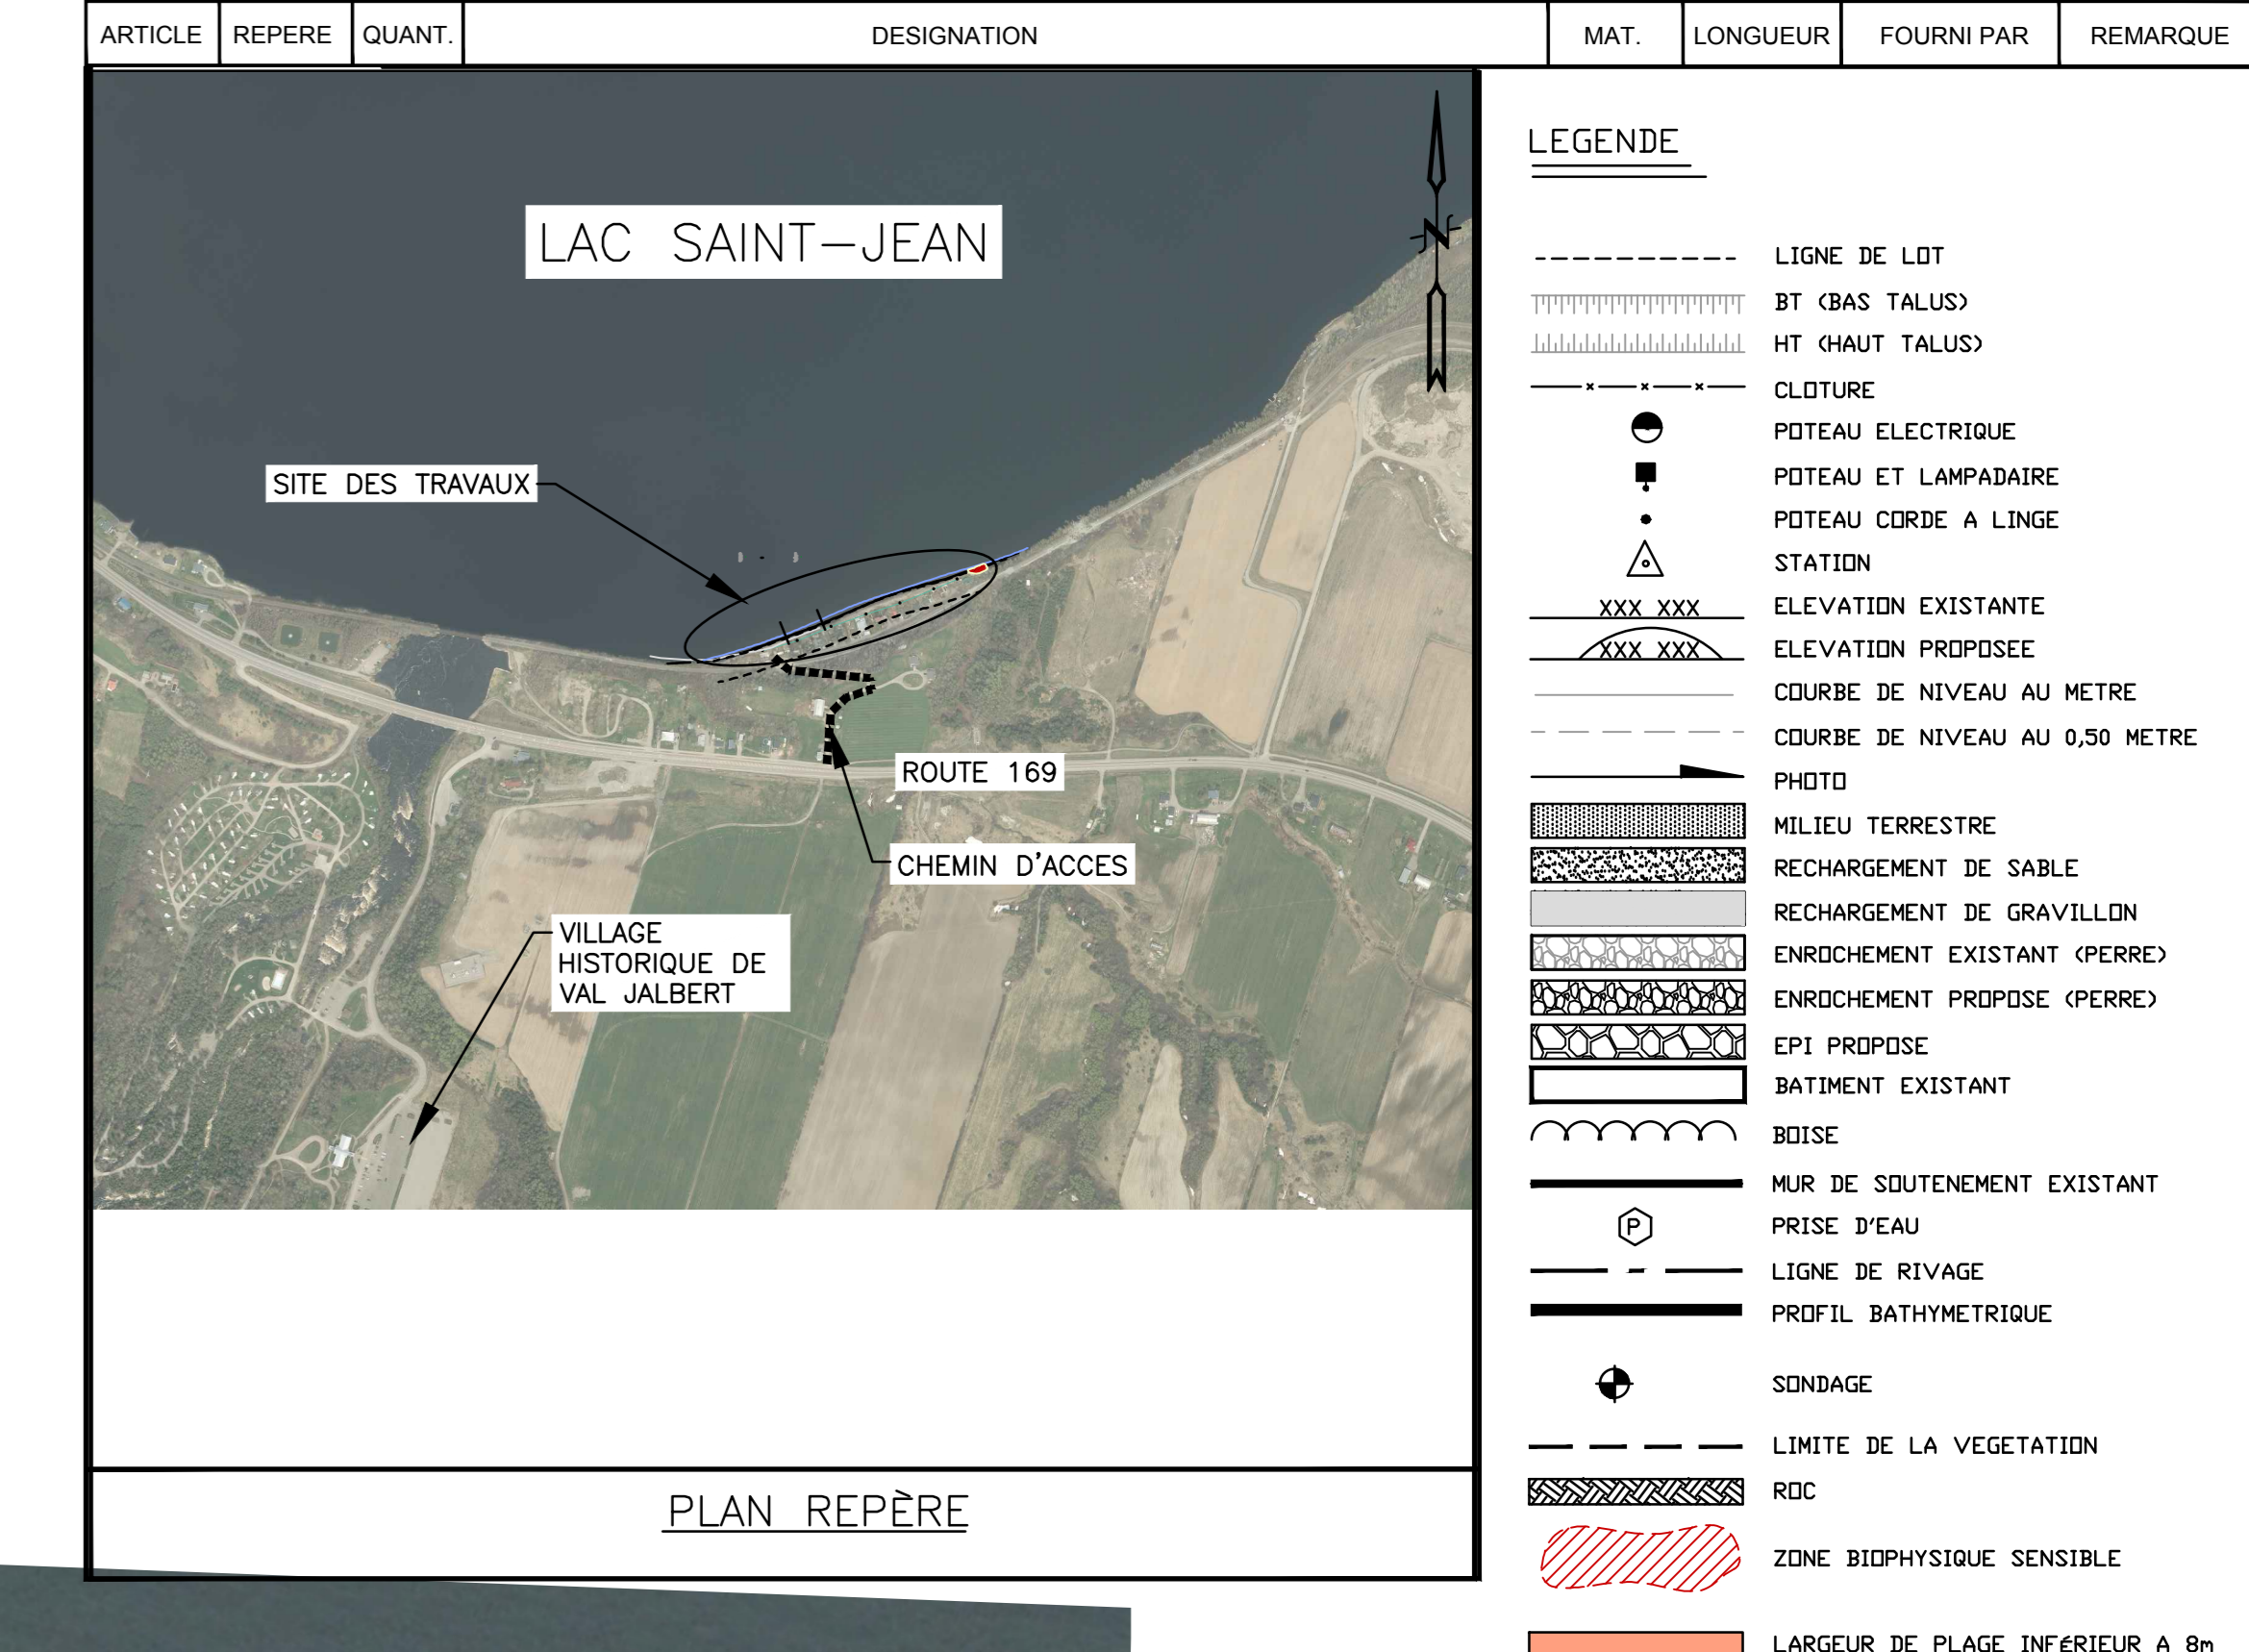 ARTICLE REPERE QUANT. DESIGNATION MAT. LONGUEUR FOURNI PAR REMARQUE
LAC SAINT-JEAN
N
SITE DES TRAVAUX
ROUTE 169
CHEMIN D'ACCES
VILLAGE
HISTORIQUE DE
VAL JALBERT
PLAN REPÈRE
LEGENDE
LIGNE DE LOT
BT (BAS TALUS)
HT (HAUT TALUS)
CLOTURE
POTEAU ELECTRIQUE
POTEAU ET LAMPADAIRE
POTEAU CORDE A LINGE
STATION
XXX XXX ELEVATION EXISTANTE
XXX XXX ELEVATION PROPOSEE
COURBE DE NIVEAU AU METRE
COURBE DE NIVEAU AU 0,50 METRE
PHOTO
MILIEU TERRESTRE
RECHARGEMENT DE SABLE
RECHARGEMENT DE GRAVILLON
ENROCHEMENT EXISTANT (PERRE)
ENROCHEMENT PROPOSE (PERRE)
EPI PROPOSE
BATIMENT EXISTANT
BOISE
MUR DE SOUTENEMENT EXISTANT
P PRISE D'EAU
LIGNE DE RIVAGE
PROFIL BATHYMETRIQUE
SONDAGE
LIMITE DE LA VEGETATION
ROC
ZONE BIOPHYSIQUE SENSIBLE
LARGEUR DE PLAGE INFÉRIEUR A 8m